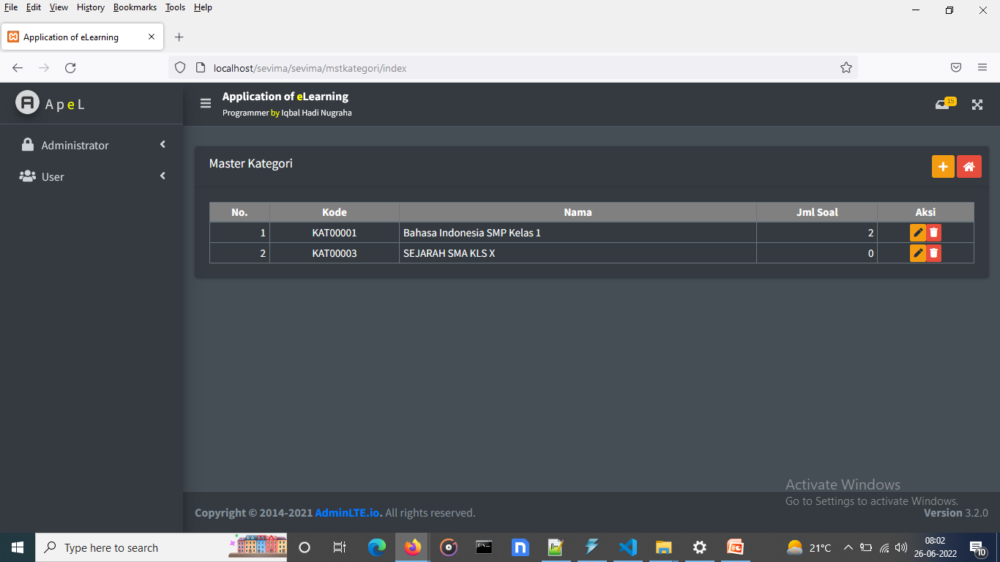 File Edit View History Bookmarks Tools Help
Application of eLearning
localhost/sevima/sevima/mstkategori/index
A ApeL
Application of eLearning
Programmer by Iqbal Hadi Nugraha
15
Administrator
User
Master Kategori
No. Kode Nama Jml Soal Aksi
1 KAT00001 Bahasa Indonesia SMP Kelas 1 2
2 KAT00003 SEJARAH SMA KLS X 0
Activate Windows
Go to Settings to activate Windows.
Copyright © 2014-2021 AdminLTE.io. All rights reserved.
Version 3.2.0
Type here to search
21°C
08:02
26-06-2022
10